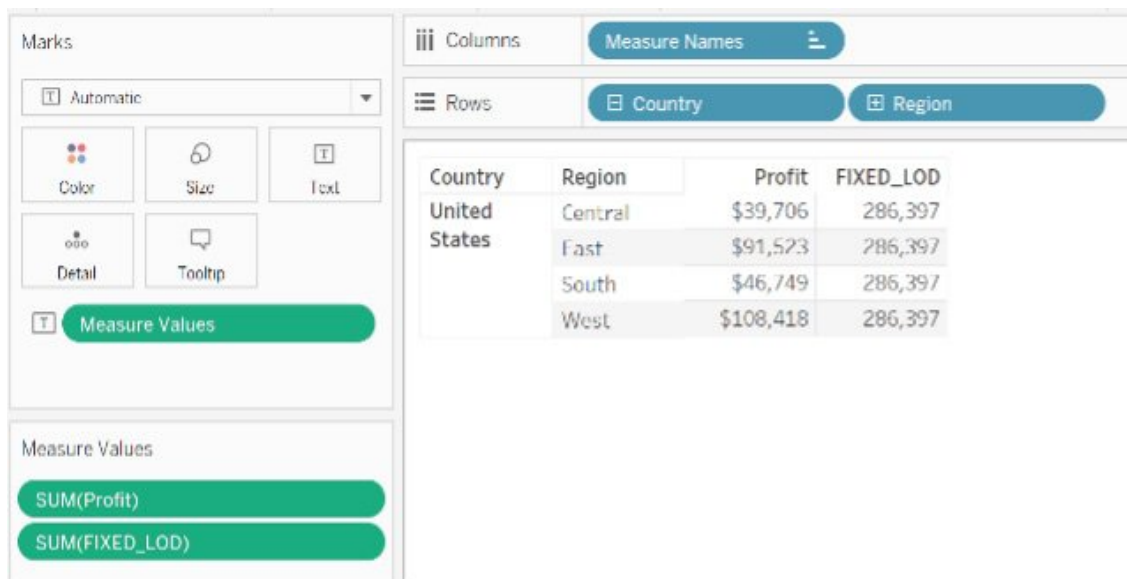 Marks
Automatic
Color Size Text
Detail Tooltip
Measure Values
Measure Values
SUM(Profit)
SUM(FIXED_LOD)
Columns Measure Names
Rows Country Region
Country Region Profit FIXED_LOD
United States Central $39,706 286,397
East $91,523 286,397
South $46,749 286,397
West $108,418 286,397